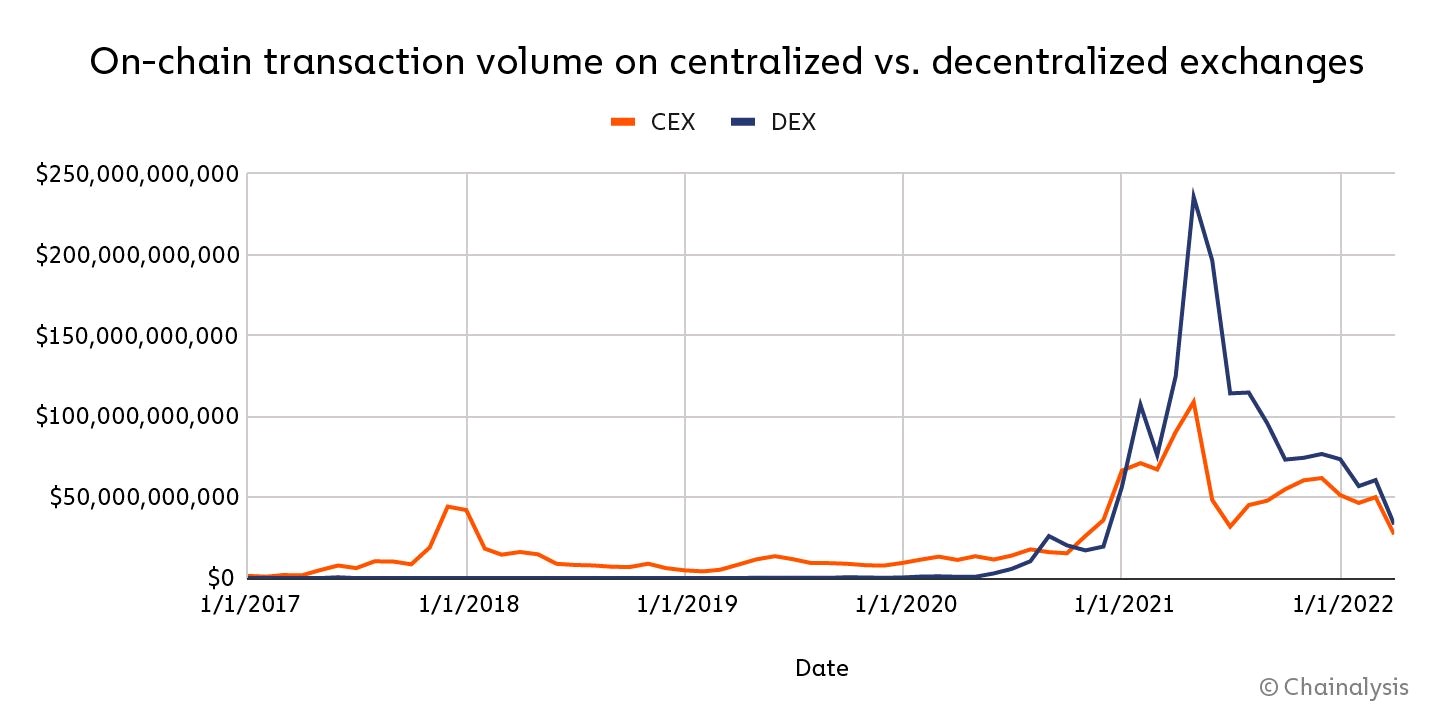 On-chain transaction volume on centralized vs. decentralized exchanges
CEX DEX
$250,000,000,000
$200,000,000,000
$150,000,000,000
$100,000,000,000
$50,000,000,000
$0
1/1/2017 1/1/2018 1/1/2019 1/1/2020 1/1/2021 1/1/2022
Date
© Chainalysis